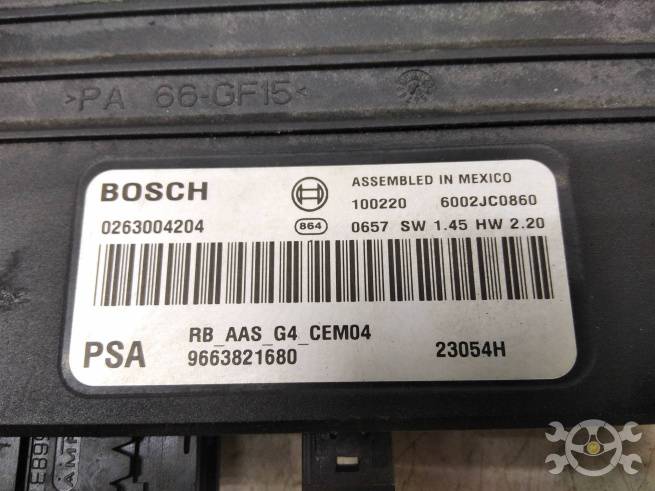 >PA 66-GF15<
BOSCH
ASSEMBLED IN MEXICO
100220 6002JC0860
0263004204 864 0657 SW 1.45 HW 2.20
RB_AAS_G4_CEM04
PSA 9663821680 23054H